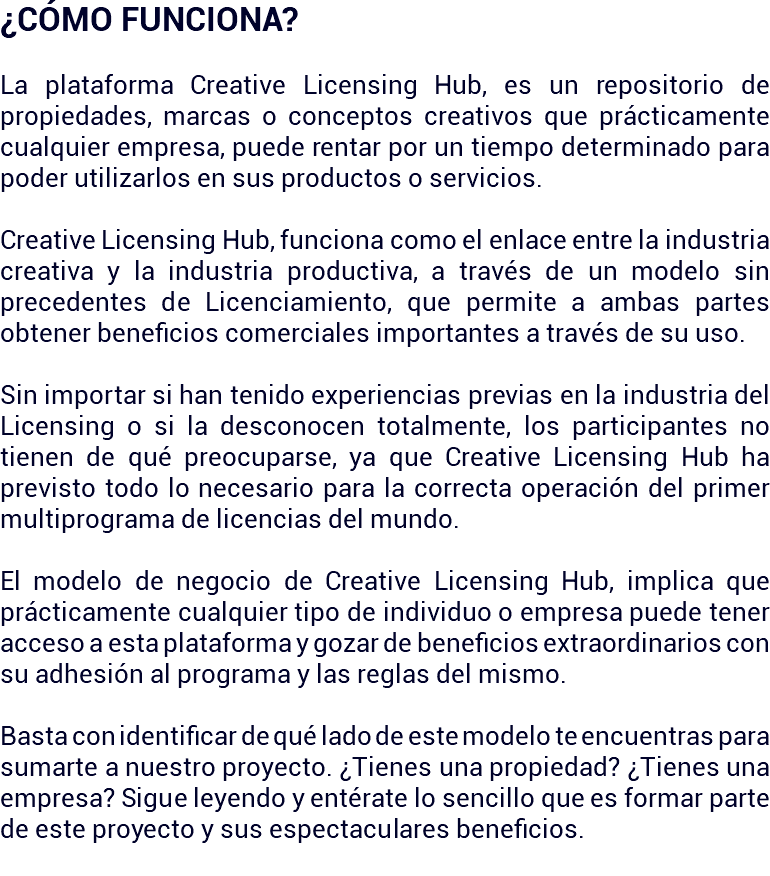 ¿CÓMO FUNCIONA?
La plataforma Creative Licensing Hub, es un repositorio de
propiedades, marcas o conceptos creativos que prácticamente
cualquier empresa, puede rentar por un tiempo determinado para
poder utilizarlos en sus productos o servicios.
Creative Licensing Hub, funciona como el enlace entre la industria
creativa y la industria productiva, a través de un modelo sin
precedentes de Licenciamiento, que permite a ambas partes
obtener beneficios comerciales importantes a través de su uso.
Sin importar si han tenido experiencias previas en la industria del
Licensing o si la desconocen totalmente, los participantes no
tienen de qué preocuparse, ya que Creative Licensing Hub ha
previsto todo lo necesario para la correcta operación del primer
multiprograma de licencias del mundo.
El modelo de negocio de Creative Licensing Hub, implica que
prácticamente cualquier tipo de individuo o empresa puede tener
acceso a esta plataforma y gozar de beneficios extraordinarios con
su adhesión al programa y las reglas del mismo.
Basta con identificar de qué lado de este modelo te encuentras para
sumarte a nuestro proyecto. ¿Tienes una propiedad? ¿Tienes una
empresa? Sigue leyendo y entérate lo sencillo que es formar parte
de este proyecto y sus espectaculares beneficios.